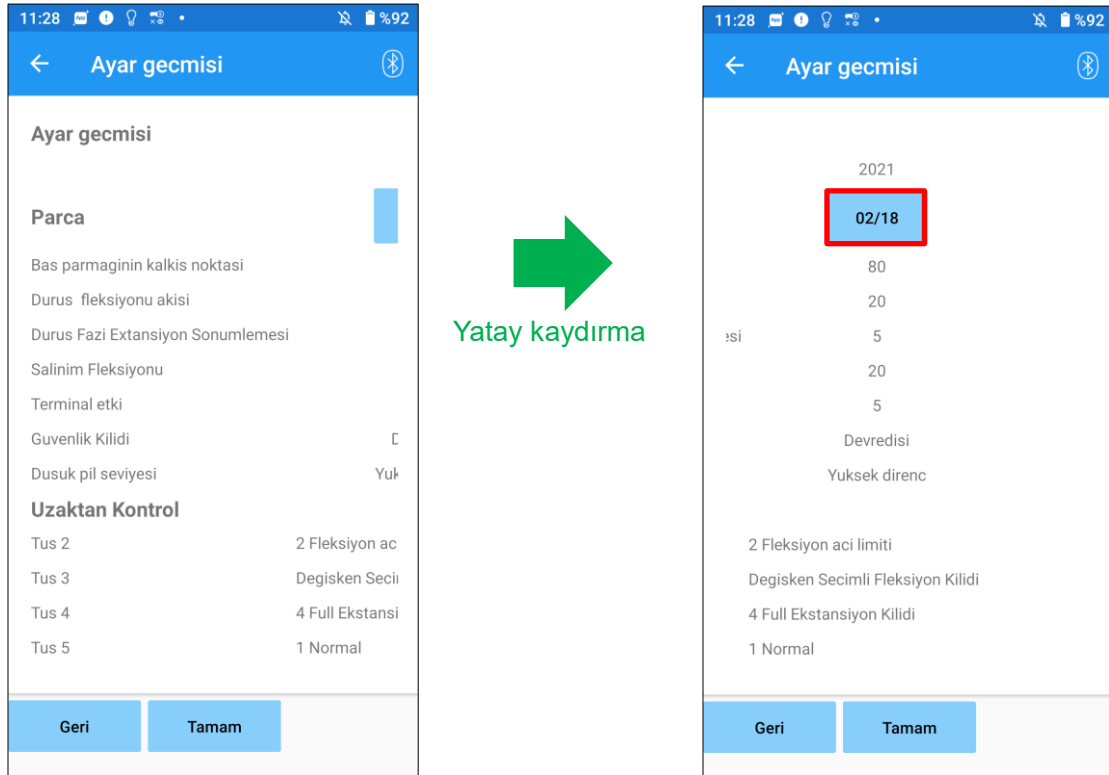 11:28
%92
Ayar gecmisi
Ayar gecmisi
Parca
Bas parmaginin kalkis noktasi
Durus fleksiyonu akisi
Durus Fazi Extansiyon Sonumlemesi
Salinim Fleksiyonu
Terminal etki
Guvenlik Kilidi
Dusuk pil seviyesi Yuk
Uzaktan Kontrol
Tus 2 2 Fleksiyon ac
Tus 3 Degisken Seci
Tus 4 4 Full Ekstansi
Tus 5 1 Normal
Geri Tamam
Yatay kaydırma
11:28
%92
Ayar gecmisi
2021
02/18
80
20
esi 5
20
5
Devredisi
Yuksek direnc
2 Fleksiyon aci limiti
Degisken Secimli Fleksiyon Kilidi
4 Full Ekstansiyon Kilidi
1 Normal
Geri Tamam